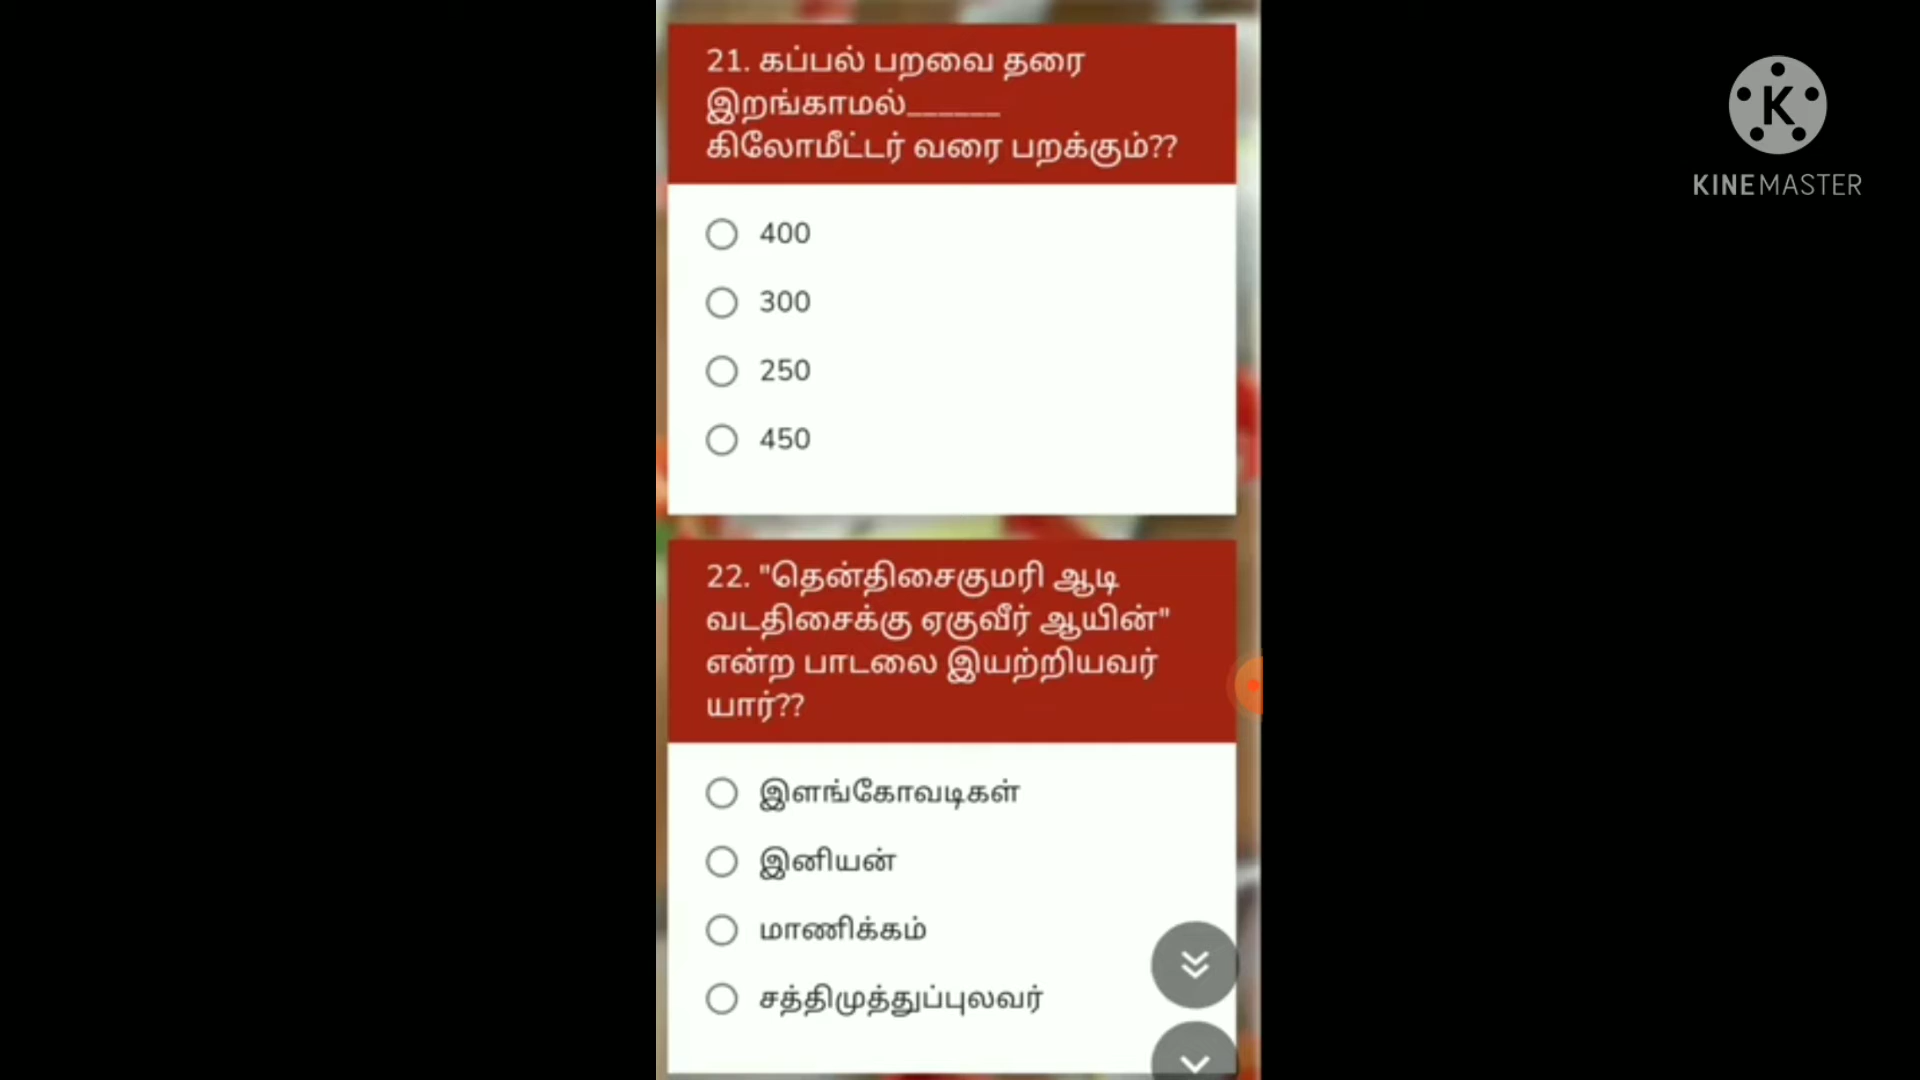 21. கப்பல் பறவை தரை
இறங்காமல்______
கிலோமீட்டர் வரை பறக்கும்??
400
300
250
450
22. "தென்திசைகுமரி ஆடி
வடதிசைக்கு ஏகுவீர் ஆயின்"
என்ற பாடலை இயற்றியவர்
யார்??
இளங்கோவடிகள்
இனியன்
மாணிக்கம்
சத்திமுத்துப்புலவர்
K
KINEMASTER